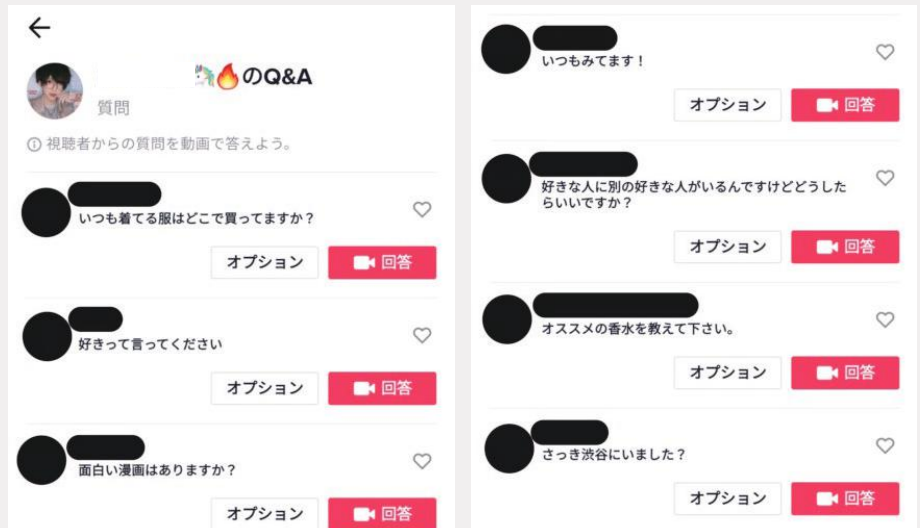 のQ&A
質問
視聴者からの質問を動画で答えよう。
いつも着てる服はどこで買ってますか？
オプション
回答
好きって言ってください
オプション
回答
面白い漫画はありますか？
オプション
回答
いつもみてます！
オプション
回答
好きな人に別の好きな人がいるんですけどどうした
らいいですか？
オプション
回答
オススメの香水を教えて下さい。
オプション
回答
さっき渋谷にいました？
オプション
回答